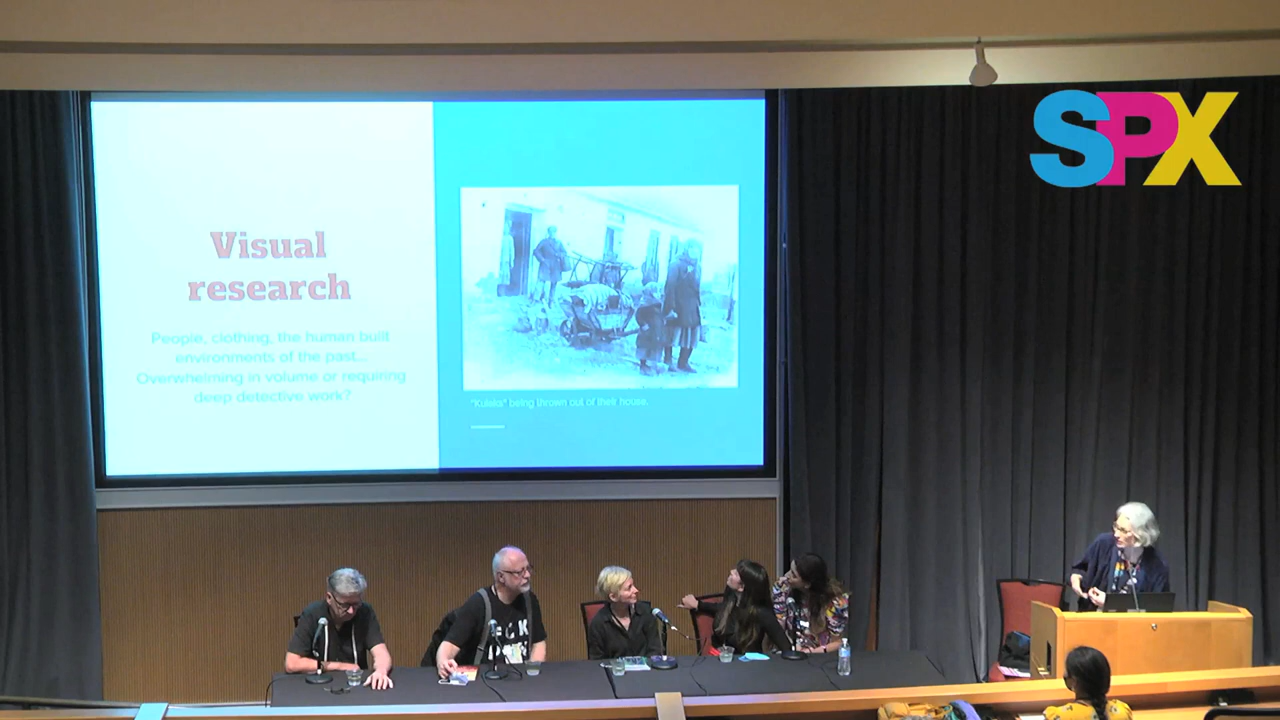 SPX
Visual
research
People, clothing, the human built
environments of the past...
Overwhelming in volume or requiring
deep detective work?
"Kulaks" being thrown out of their house.